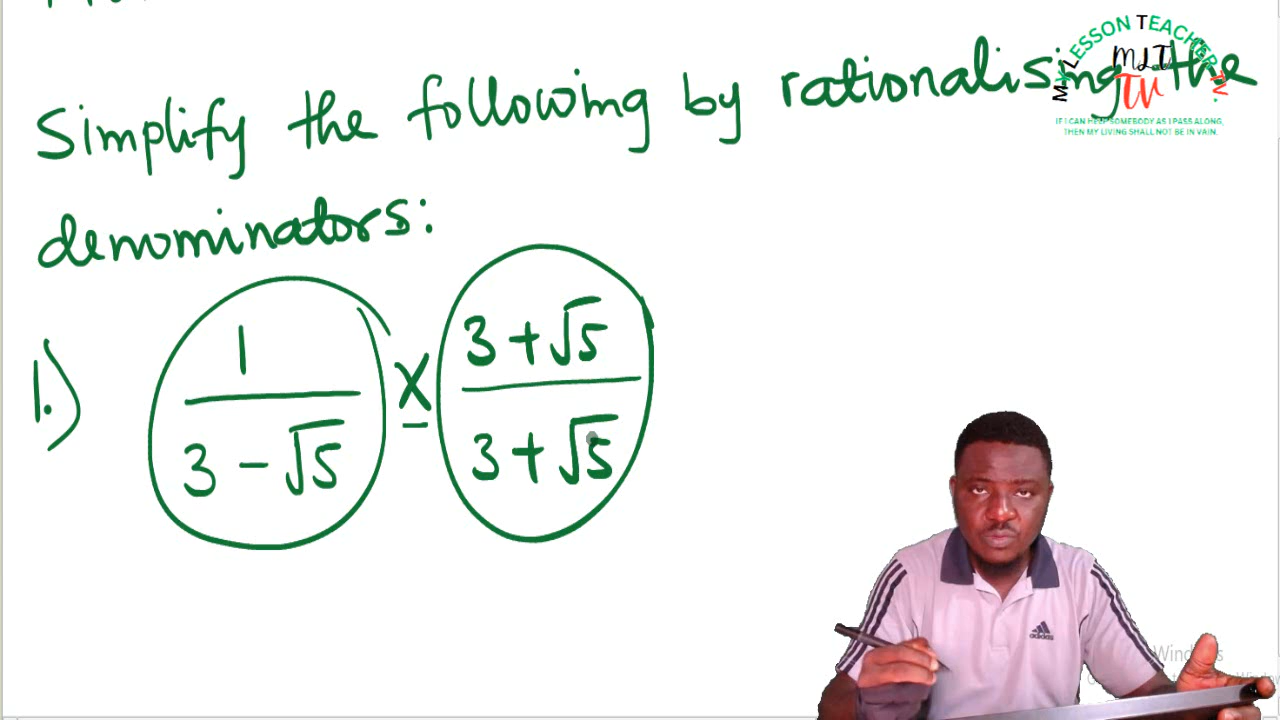 Simplify the following by rationalising the
denominators:
1.) 1 / (3 - √5) × (3 + √5) / (3 + √5)
MY LESSON TEACHER TV.
MLT
TV
IF I CAN HELP SOMEBODY AS I PASS ALONG,
THEN MY LIVING SHALL NOT BE IN VAIN.
adidas